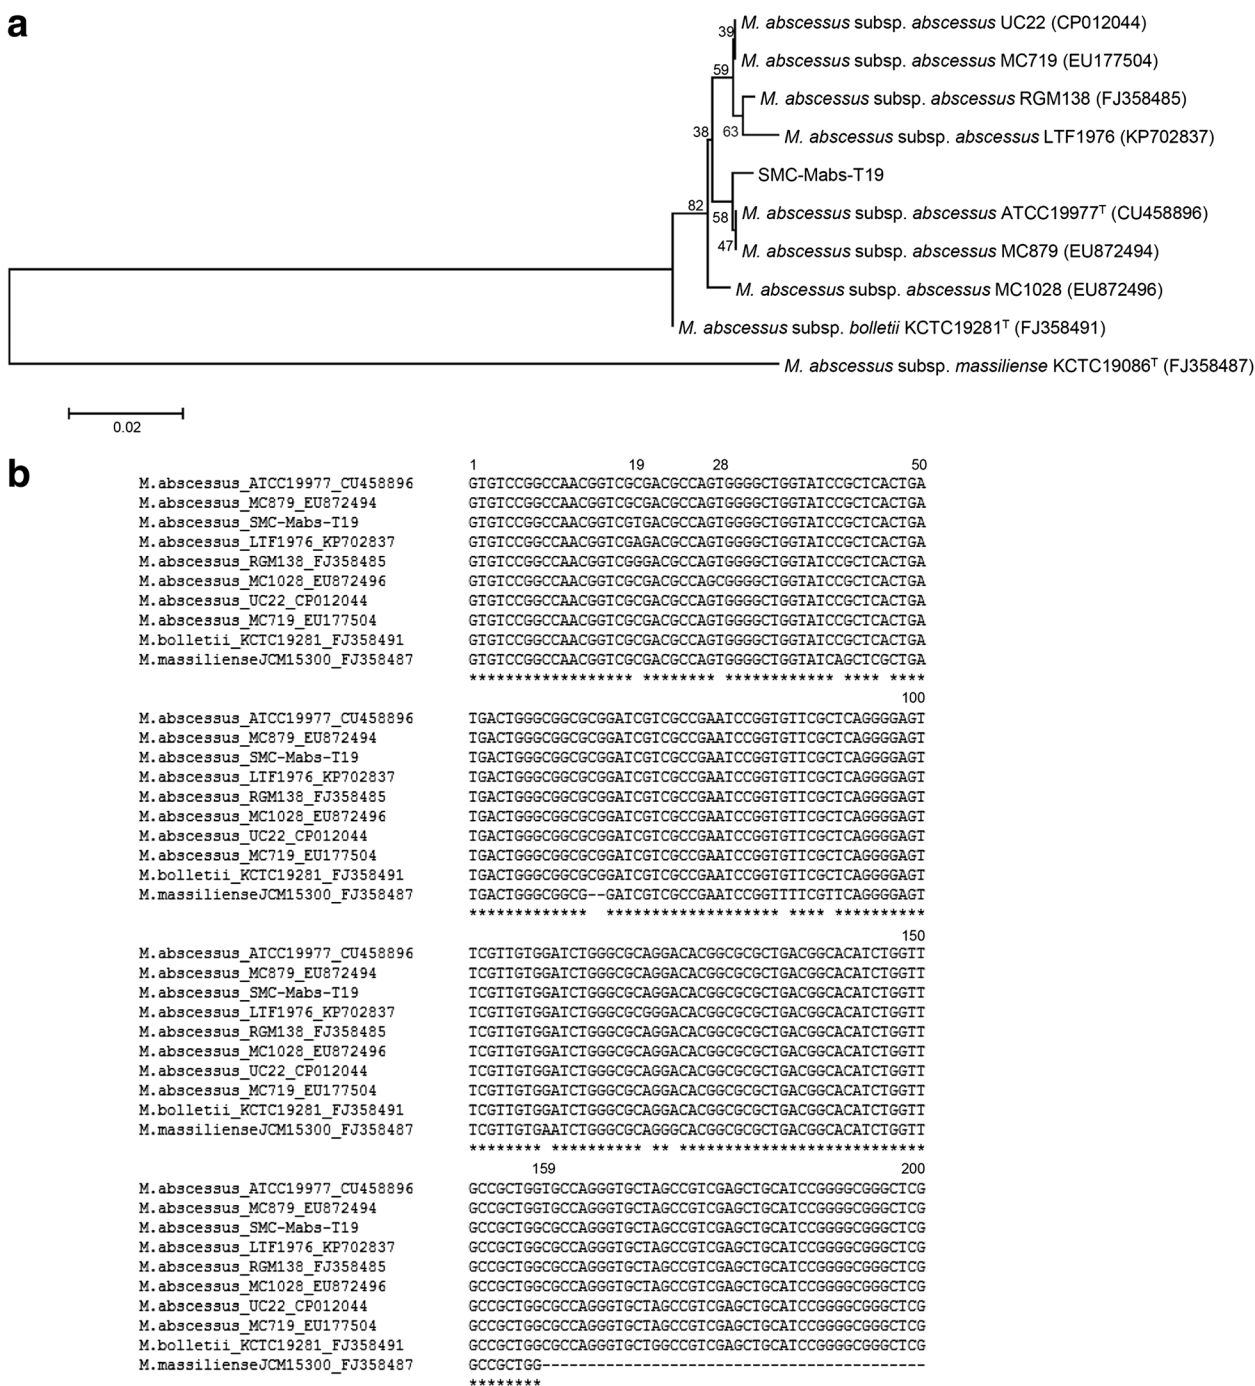 a
39
M. abscessus subsp. abscessus UC22 (CP012044)
M. abscessus subsp. abscessus MC719 (EU177504)
59
M. abscessus subsp. abscessus RGM138 (FJ358485)
38
63
M. abscessus subsp. abscessus LTF1976 (KP702837)
SMC-Mabs-T19
82
58
M. abscessus subsp. abscessus ATCC19977T (CU458896)
47
M. abscessus subsp. abscessus MC879 (EU872494)
M. abscessus subsp. abscessus MC1028 (EU872496)
M. abscessus subsp. bolletii KCTC19281T (FJ358491)
M. abscessus subsp. massiliense KCTC19086T (FJ358487)
0.02
b
1 19 28 50
M.abscessus_ATCC19977_CU458896 GTGTCCGGCCAACGGTCGCGACGCCAGTGGGGCTGGTATCCGCTCACTGA
M.abscessus_MC879_EU872494 GTGTCCGGCCAACGGTCGCGACGCCAGTGGGGCTGGTATCCGCTCACTGA
M.abscessus_SMC-Mabs-T19 GTGTCCGGCCAACGGTCGTGACGCCAGTGGGGCTGGTATCCGCTCACTGA
M.abscessus_LTF1976_KP702837 GTGTCCGGCCAACGGTCGAGACGCCAGTGGGGCTGGTATCCGCTCACTGA
M.abscessus_RGM138_FJ358485 GTGTCCGGCCAACGGTCGGGACGCCAGTGGGGCTGGTATCCGCTCACTGA
M.abscessus_MC1028_EU872496 GTGTCCGGCCAACGGTCGCGACGCCAGCGGGGCTGGTATCCGCTCACTGA
M.abscessus_UC22_CP012044 GTGTCCGGCCAACGGTCGCGACGCCAGTGGGGCTGGTATCCGCTCACTGA
M.abscessus_MC719_EU177504 GTGTCCGGCCAACGGTCGCGACGCCAGTGGGGCTGGTATCCGCTCACTGA
M.bolletii_KCTC19281_FJ358491 GTGTCCGGCCAACGGTCGCGACGCCAGTGGGGCTGGTATCCGCTCACTGA
M.massilienseJCM15300_FJ358487 GTGTCCGGCCAACGGTCGCGACGCCAGTGGGGCTGGTATCAGCTCGCTGA
****************** ******** ************ **** ****
100
M.abscessus_ATCC19977_CU458896 TGACTGGGCGGCGCGGATCGTCGCCGAATCCGGTGTTCGCTCAGGGGAGT
M.abscessus_MC879_EU872494 TGACTGGGCGGCGCGGATCGTCGCCGAATCCGGTGTTCGCTCAGGGGAGT
M.abscessus_SMC-Mabs-T19 TGACTGGGCGGCGCGGATCGTCGCCGAATCCGGTGTTCGCTCAGGGGAGT
M.abscessus_LTF1976_KP702837 TGACTGGGCGGCGCGGATCGTCGCCGAATCCGGTGTTCGCTCAGGGGAGT
M.abscessus_RGM138_FJ358485 TGACTGGGCGGCGCGGATCGTCGCCGAATCCGGTGTTCGCTCAGGGGAGT
M.abscessus_MC1028_EU872496 TGACTGGGCGGCGCGGATCGTCGCCGAATCCGGTGTTCGCTCAGGGGAGT
M.abscessus_UC22_CP012044 TGACTGGGCGGCGCGGATCGTCGCCGAATCCGGTGTTCGCTCAGGGGAGT
M.abscessus_MC719_EU177504 TGACTGGGCGGCGCGGATCGTCGCCGAATCCGGTGTTCGCTCAGGGGAGT
M.bolletii_KCTC19281_FJ358491 TGACTGGGCGGCGCGGATCGTCGCCGAATCCGGTGTTCGCTCAGGGGAGT
M.massilienseJCM15300_FJ358487 TGACTGGGCGGCG--GATCGTCGCCGAATCCGGTTTTCGTTCAGGGGAGT
************* ******************* **** **********
150
M.abscessus_ATCC19977_CU458896 TCGTTGTGGATCTGGGCGCAGGACACGGCGCGCTGACGGCACATCTGGTT
M.abscessus_MC879_EU872494 TCGTTGTGGATCTGGGCGCAGGACACGGCGCGCTGACGGCACATCTGGTT
M.abscessus_SMC-Mabs-T19 TCGTTGTGGATCTGGGCGCAGGACACGGCGCGCTGACGGCACATCTGGTT
M.abscessus_LTF1976_KP702837 TCGTTGTGGATCTGGGCGCGGGACACGGCGCGCTGACGGCACATCTGGTT
M.abscessus_RGM138_FJ358485 TCGTTGTGGATCTGGGCGCAGGACACGGCGCGCTGACGGCACATCTGGTT
M.abscessus_MC1028_EU872496 TCGTTGTGGATCTGGGCGCAGGACACGGCGCGCTGACGGCACATCTGGTT
M.abscessus_UC22_CP012044 TCGTTGTGGATCTGGGCGCAGGACACGGCGCGCTGACGGCACATCTGGTT
M.abscessus_MC719_EU177504 TCGTTGTGGATCTGGGCGCAGGACACGGCGCGCTGACGGCACATCTGGTT
M.bolletii_KCTC19281_FJ358491 TCGTTGTGGATCTGGGCGCAGGACACGGCGCGCTGACGGCACATCTGGTT
M.massilienseJCM15300_FJ358487 TCGTTGTGAATCTGGGCGCAGGGCACGGCGCGCTGACGGCACATCTGGTT
******** ********** ** ***************************
159 200
M.abscessus_ATCC19977_CU458896 GCCGCTGGTGCCAGGGTGCTAGCCGTCGAGCTGCATCCGGGGCGGGCTCG
M.abscessus_MC879_EU872494 GCCGCTGGTGCCAGGGTGCTAGCCGTCGAGCTGCATCCGGGGCGGGCTCG
M.abscessus_SMC-Mabs-T19 GCCGCTGGTGCCAGGGTGCTAGCCGTCGAGCTGCATCCGGGGCGGGCTCG
M.abscessus_LTF1976_KP702837 GCCGCTGGCGCCAGGGTGCTAGCCGTCGAGCTGCATCCGGGGCGGGCTCG
M.abscessus_RGM138_FJ358485 GCCGCTGGCGCCAGGGTGCTAGCCGTCGAGCTGCATCCGGGGCGGGCTCG
M.abscessus_MC1028_EU872496 GCCGCTGGCGCCAGGGTGCTAGCCGTCGAGCTGCATCCGGGGCGGGCTCG
M.abscessus_UC22_CP012044 GCCGCTGGCGCCAGGGTGCTAGCCGTCGAGCTGCATCCGGGGCGGGCTCG
M.abscessus_MC719_EU177504 GCCGCTGGCGCCAGGGTGCTAGCCGTCGAGCTGCATCCGGGGCGGGCTCG
M.bolletii_KCTC19281_FJ358491 GCCGCTGGCGCCAGGGTGCTGGCCGTCGAGCTGCATCCGGGGCGGGCTCG
M.massilienseJCM15300_FJ358487 GCCGCTGG------------------------------------------
********